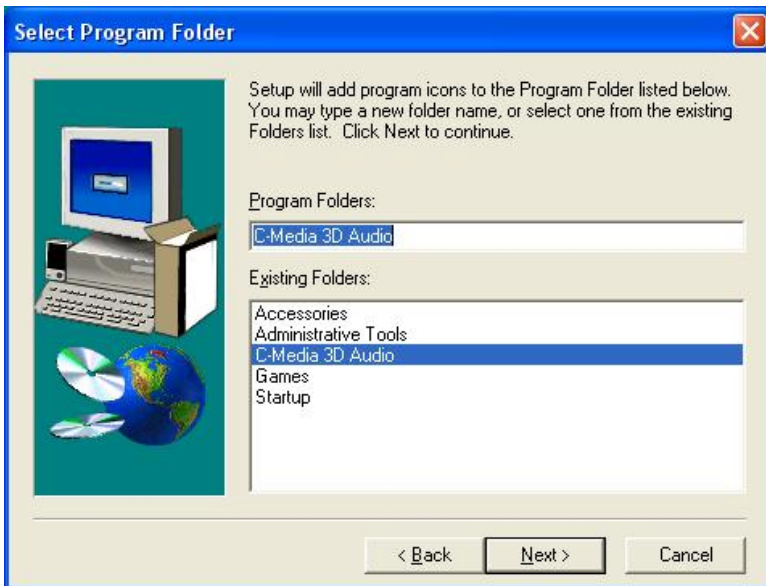 Select Program Folder
Setup will add program icons to the Program Folder listed below.
You may type a new folder name, or select one from the existing
Folders list.  Click Next to continue.
Program Folders:
C-Media 3D Audio
Existing Folders:
Accessories
Administrative Tools
C-Media 3D Audio
Games
Startup
< Back
Next >
Cancel